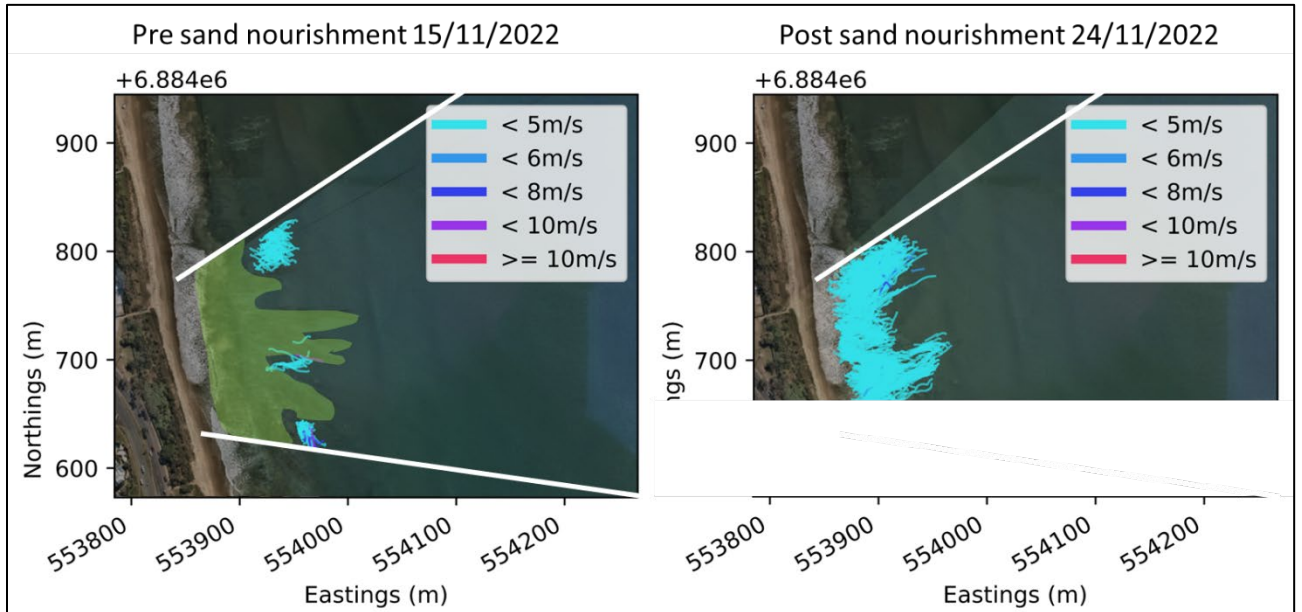 Pre sand nourishment 15/11/2022
+6.884e6
< 5m/s
< 6m/s
< 8m/s
< 10m/s
>= 10m/s
900
800
700
600
Northings (m)
553800
553900
554000
554100
554200
Eastings (m)
Post sand nourishment 24/11/2022
+6.884e6
< 5m/s
< 6m/s
< 8m/s
< 10m/s
>= 10m/s
900
800
700
553800
553900
554000
554100
554200
Eastings (m)